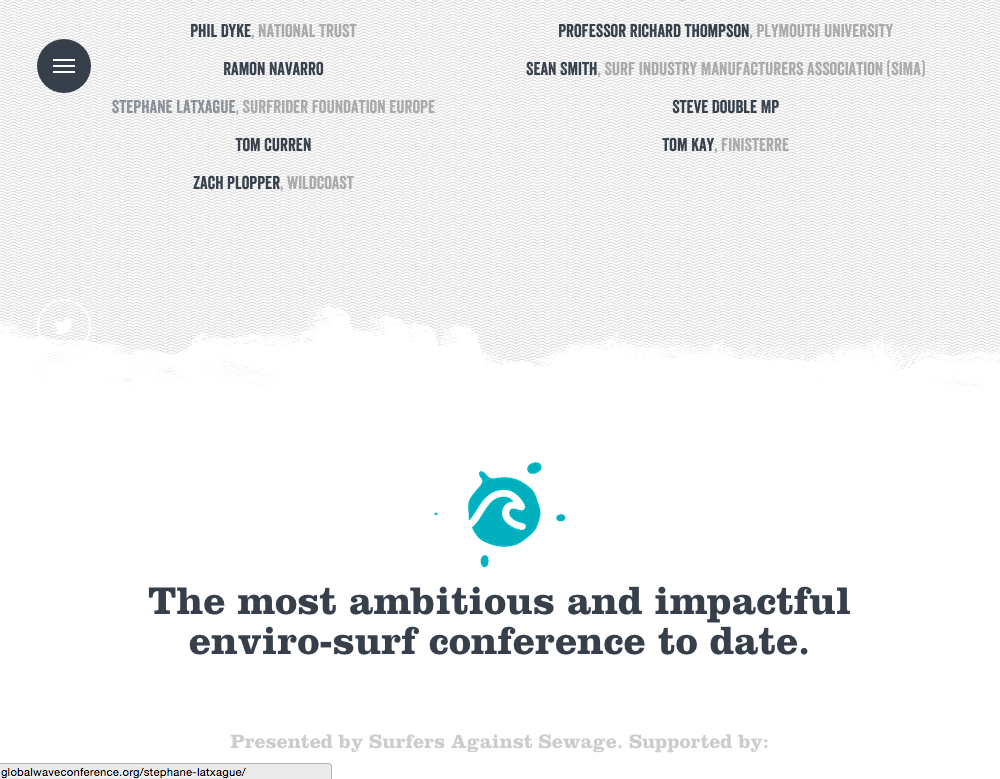 PHIL DYKE, NATIONAL TRUST
RAMON NAVARRO
STEPHANE LATXAGUE, SURFRIDER FOUNDATION EUROPE
TOM CURREN
ZACH PLOPPER, WILDCOAST
PROFESSOR RICHARD THOMPSON, PLYMOUTH UNIVERSITY
SEAN SMITH, SURF INDUSTRY MANUFACTURERS ASSOCIATION (SIMA)
STEVE DOUBLE MP
TOM KAY, FINISTERRE
The most ambitious and impactful
enviro-surf conference to date.
Presented by Surfers Against Sewage. Supported by:
globalwaveconference.org/stephane-latxague/